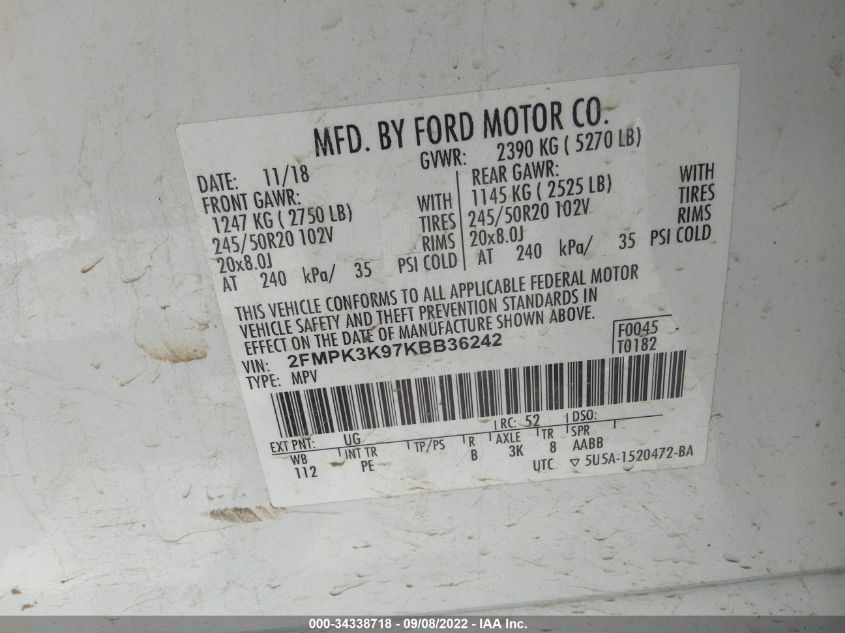 MFD. BY FORD MOTOR CO.
DATE: 11/18 GVWR: 2390 KG ( 5270 LB)
FRONT GAWR: REAR GAWR:
1247 KG ( 2750 LB) WITH 1145 KG ( 2525 LB) WITH
245/50R20 102V TIRES 245/50R20 102V TIRES
20x8.0J RIMS 20x8.0J RIMS
AT 240 kPa/ 35 PSI COLD AT 240 kPa/ 35 PSI COLD
THIS VEHICLE CONFORMS TO ALL APPLICABLE FEDERAL MOTOR
VEHICLE SAFETY AND THEFT PREVENTION STANDARDS IN
EFFECT ON THE DATE OF MANUFACTURE SHOWN ABOVE.
VIN: 2FMPK3K97KBB36242 F0045
TYPE: MPV T0182
EXT PNT: UG RC: 52 DSO:
WB INT TR TP/PS R AXLE TR SPR
112 PE B 3K 8 AABB
UTC ▽ 5U5A-1520472-BA
000-34338718 - 09/08/2022 - IAA Inc.